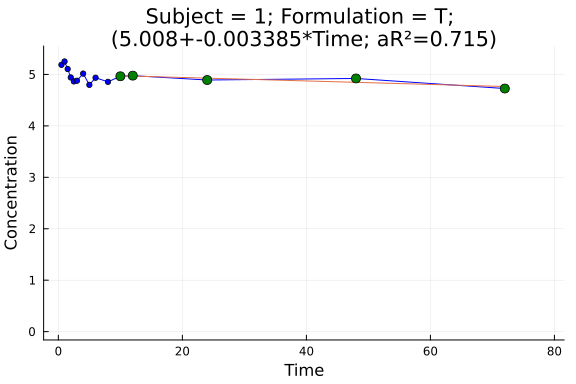 Subject = 1; Formulation = T;
(5.008+-0.003385*Time; aR²=0.715)
Concentration
5
4
3
2
1
0
0
20
40
60
80
Time